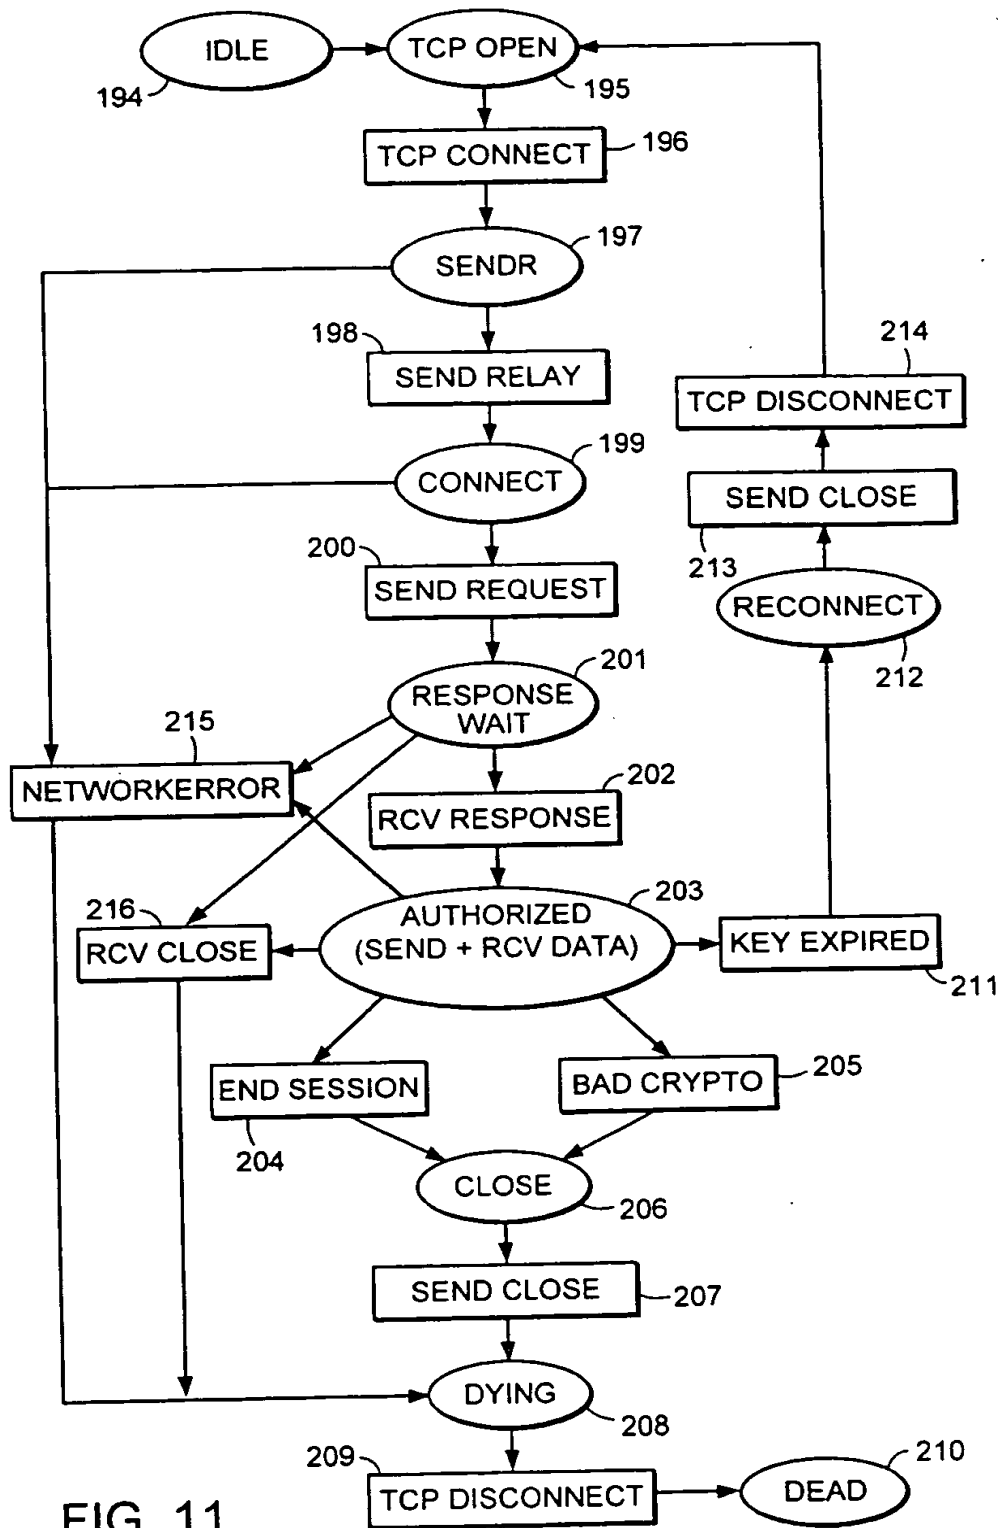 IDLE
194
TCP OPEN
195
TCP CONNECT
196
SENDR
197
198
SEND RELAY
214
TCP DISCONNECT
CONNECT
199
SEND CLOSE
213
200
SEND REQUEST
RECONNECT
212
201
RESPONSE
WAIT
215
NETWORKERROR
202
RCV RESPONSE
216
RCV CLOSE
203
AUTHORIZED
(SEND + RCV DATA)
KEY EXPIRED
211
END SESSION
204
BAD CRYPTO
205
CLOSE
206
SEND CLOSE
207
DYING
208
209
TCP DISCONNECT
210
DEAD
FIG. 11